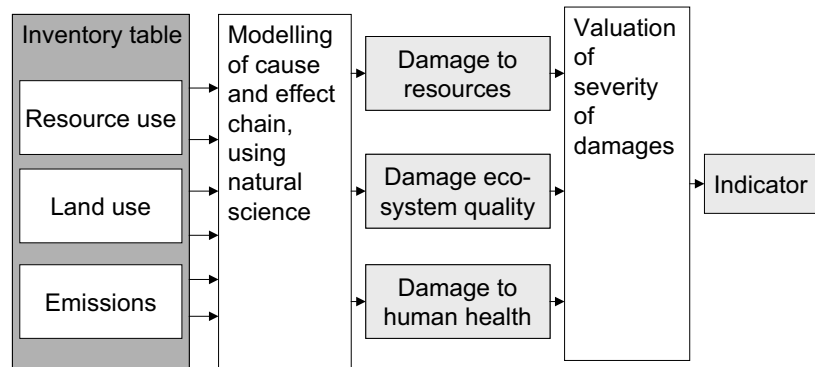 Inventory table
Resource use
Land use
Emissions
Modelling
of cause
and effect
chain,
using
natural
science
Damage to
resources
Damage eco-
system quality
Damage to
human health
Valuation
of
severity
of
damages
Indicator